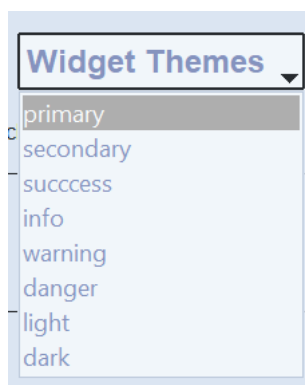 Widget Themes
primary
secondary
succcess
info
warning
danger
light
dark